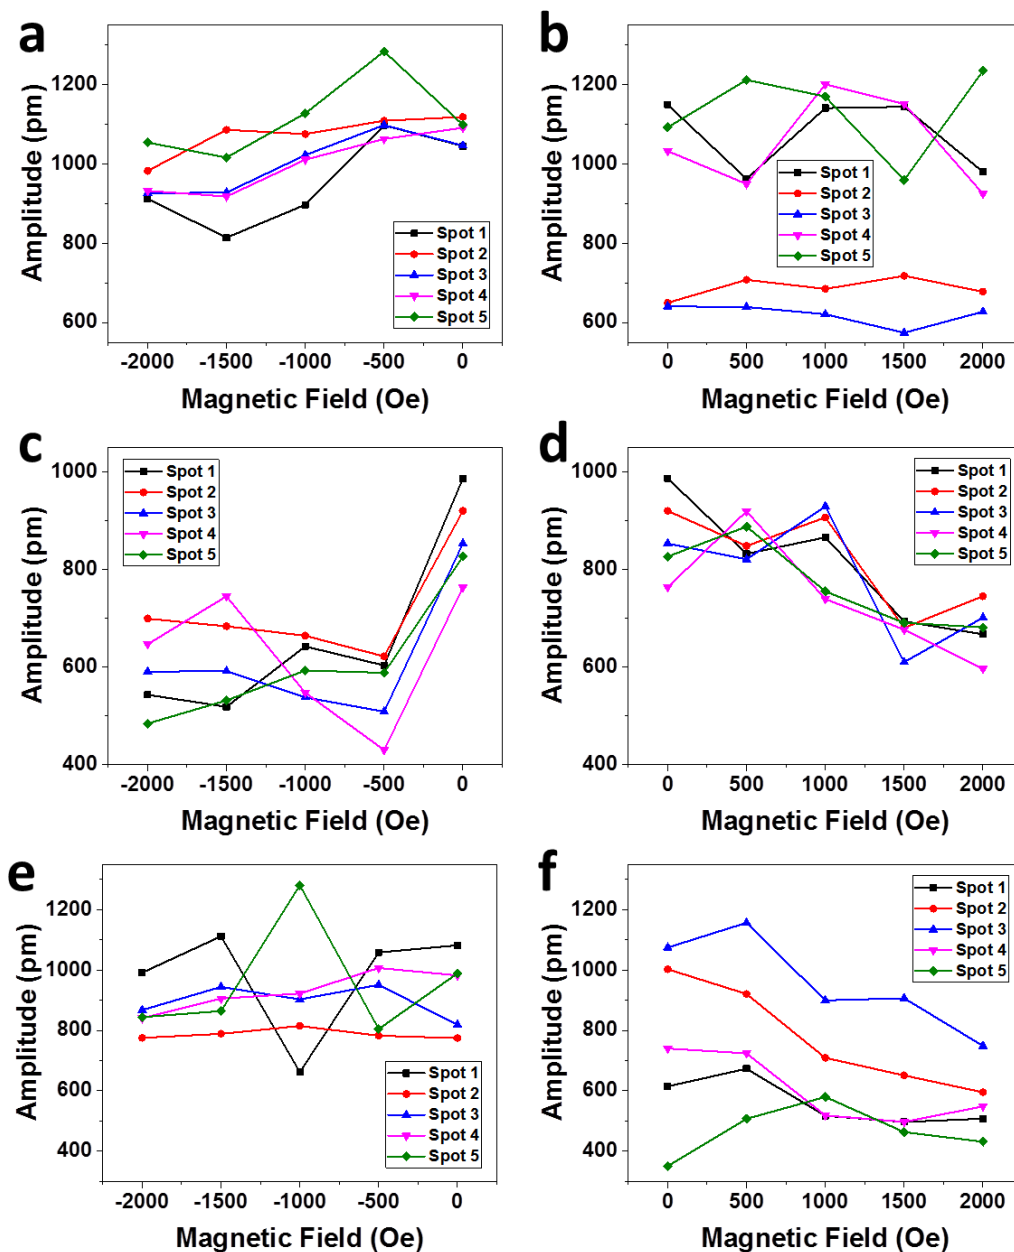 a
1200
1000
800
600
Amplitude (pm)
Spot 1
Spot 2
Spot 3
Spot 4
Spot 5
-2000 -1500 -1000 -500 0
Magnetic Field (Oe)
b
1200
1000
800
600
Amplitude (pm)
Spot 1
Spot 2
Spot 3
Spot 4
Spot 5
0 500 1000 1500 2000
Magnetic Field (Oe)
c
1000
800
600
400
Amplitude (pm)
Spot 1
Spot 2
Spot 3
Spot 4
Spot 5
-2000 -1500 -1000 -500 0
Magnetic Field (Oe)
d
1000
800
600
400
Amplitude (pm)
Spot 1
Spot 2
Spot 3
Spot 4
Spot 5
0 500 1000 1500 2000
Magnetic Field (Oe)
e
1200
1000
800
600
400
Amplitude (pm)
Spot 1
Spot 2
Spot 3
Spot 4
Spot 5
-2000 -1500 -1000 -500 0
Magnetic Field (Oe)
f
1200
1000
800
600
400
Amplitude (pm)
Spot 1
Spot 2
Spot 3
Spot 4
Spot 5
0 500 1000 1500 2000
Magnetic Field (Oe)